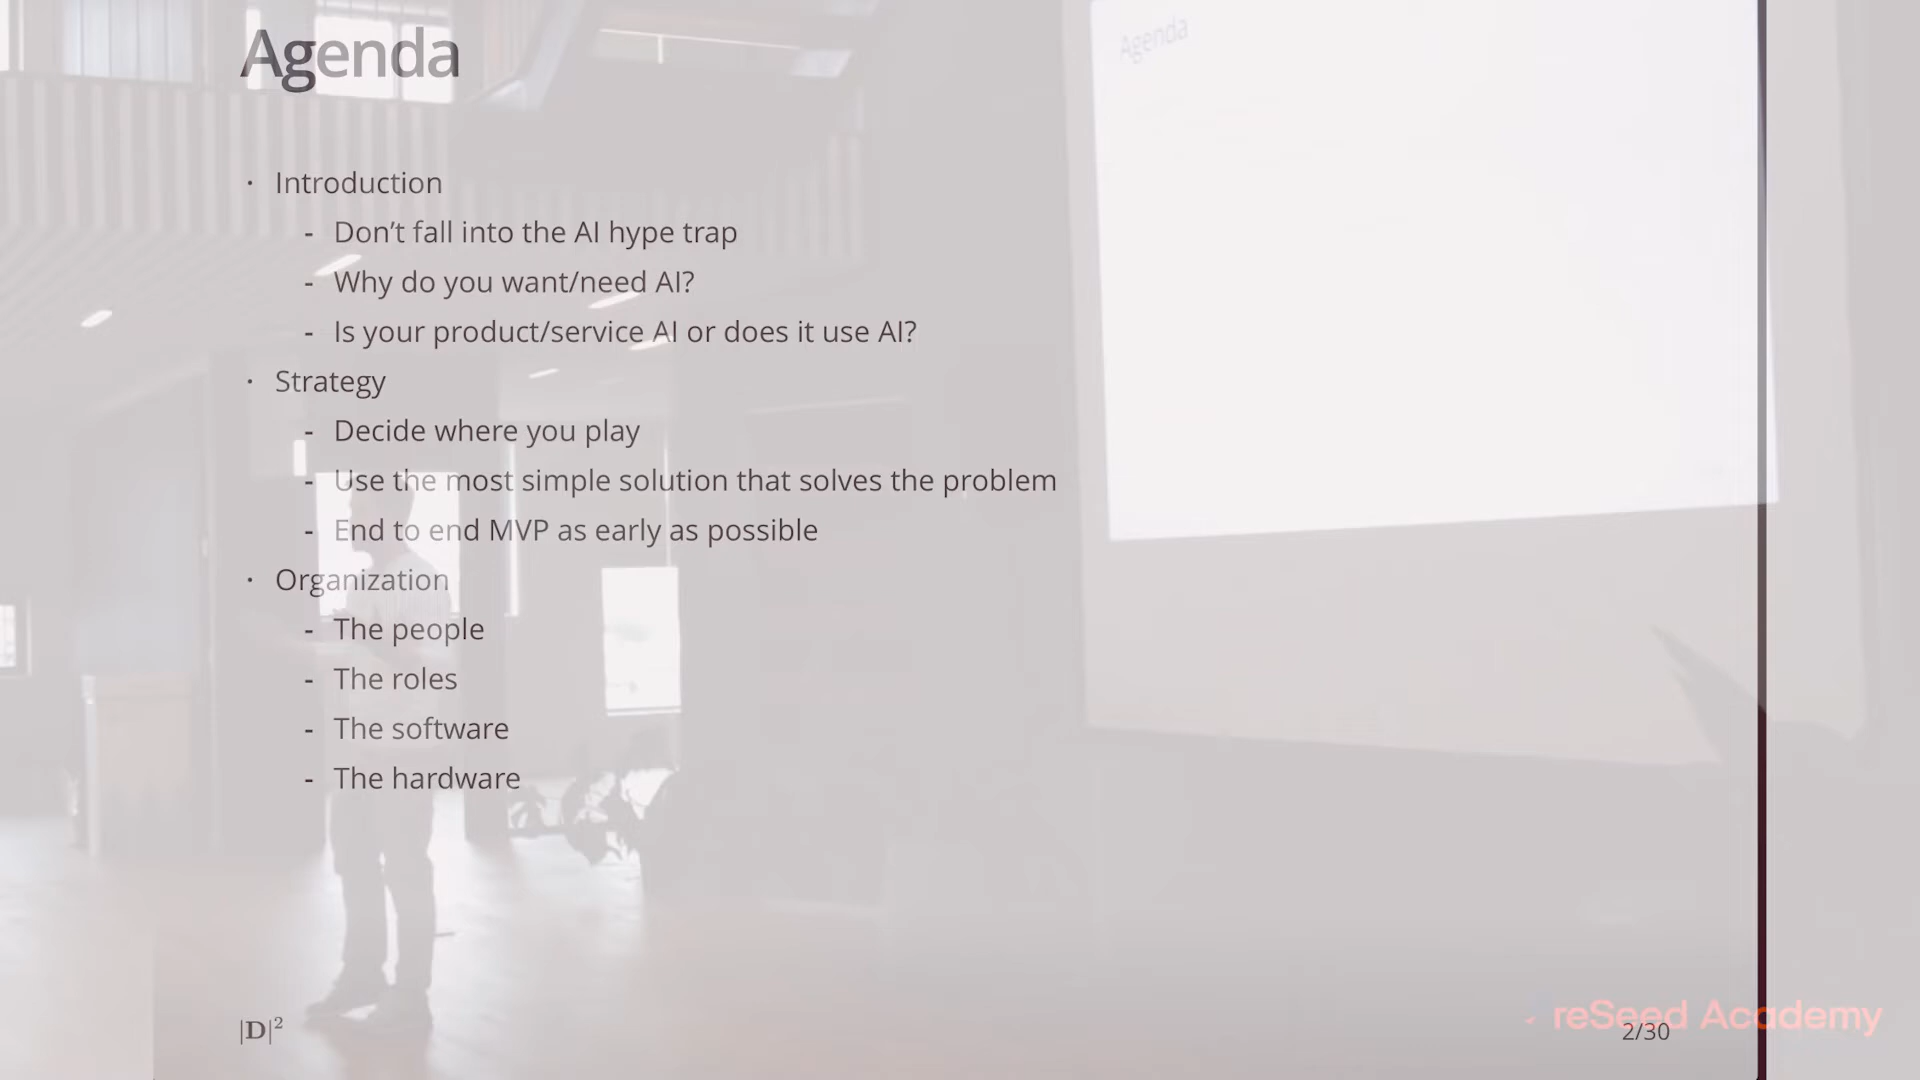 Agenda
Agenda
· Introduction
- Don't fall into the AI hype trap
- Why do you want/need AI?
- Is your product/service AI or does it use AI?
· Strategy
- Decide where you play
- Use the most simple solution that solves the problem
- End to end MVP as early as possible
· Organization
- The people
- The roles
- The software
- The hardware
|D|²
2/30
reSeed Academy